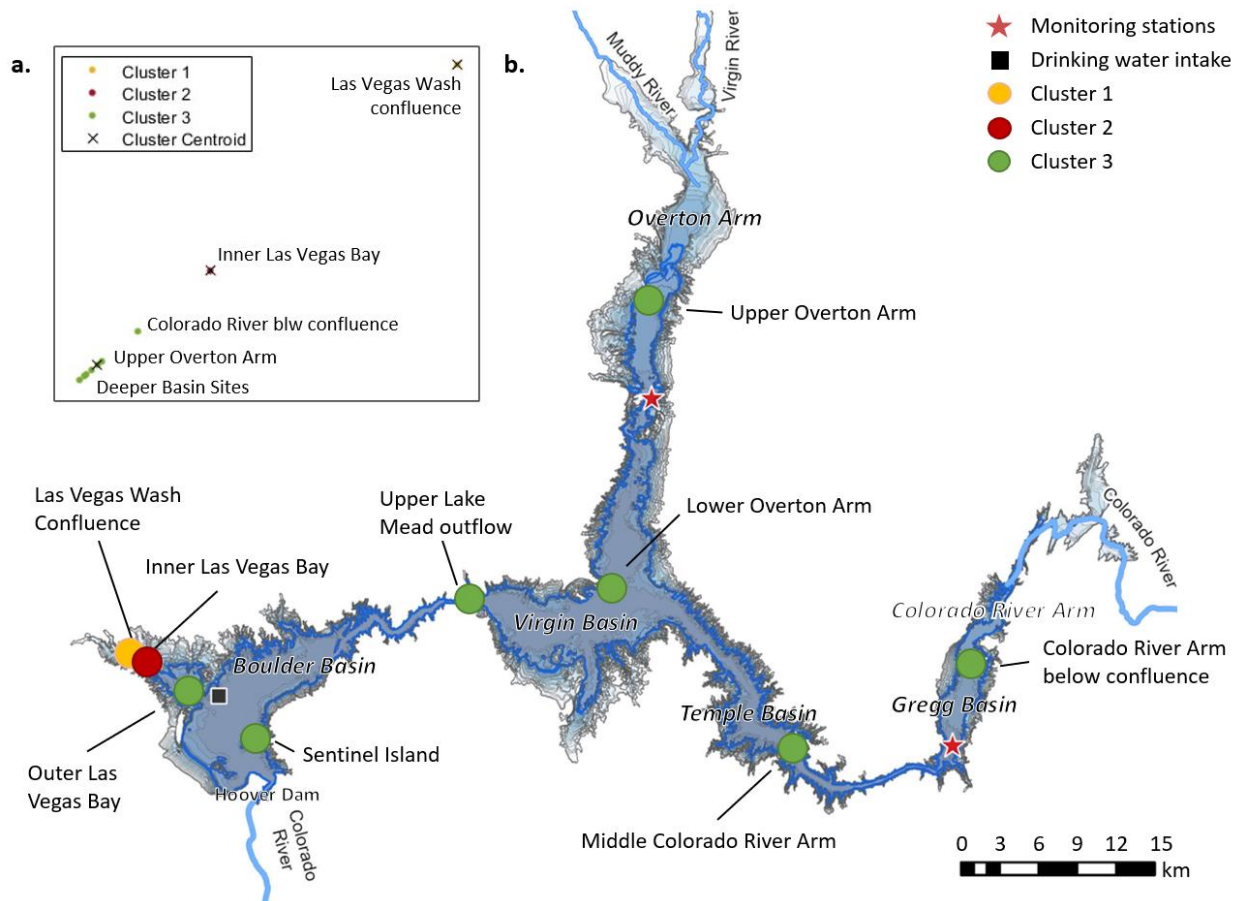 a.
Cluster 1
Cluster 2
Cluster 3
Cluster Centroid
Las Vegas Wash
confluence
Inner Las Vegas Bay
Colorado River blw confluence
Upper Overton Arm
Deeper Basin Sites
b.
Muddy River
Virgin River
Monitoring stations
Drinking water intake
Cluster 1
Cluster 2
Cluster 3
Overton Arm
Upper Overton Arm
Las Vegas Wash
Confluence
Inner Las Vegas Bay
Upper Lake
Mead outflow
Lower Overton Arm
Colorado River
Colorado River Arm
Virgin Basin
Boulder Basin
Colorado River Arm
below confluence
Gregg Basin
Temple Basin
Sentinel Island
Outer Las
Vegas Bay
Hoover Dam
Colorado
River
Middle Colorado River Arm
0 3 6 9 12 15
km